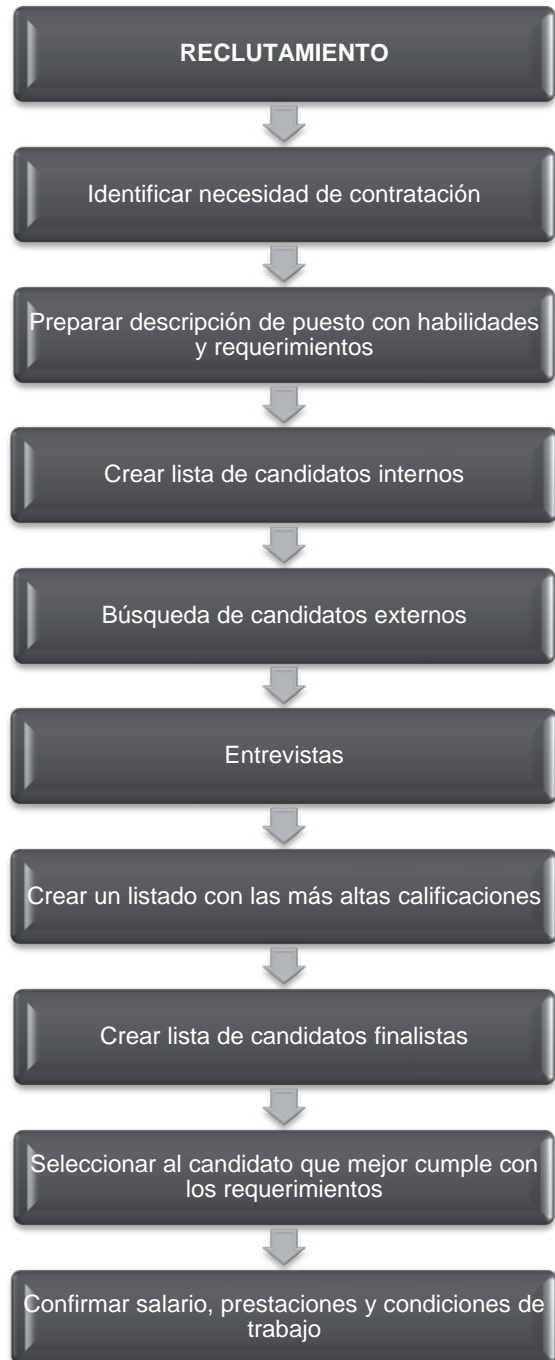 RECLUTAMIENTO
Identificar necesidad de contratación
Preparar descripción de puesto con habilidades
y requerimientos
Crear lista de candidatos internos
Búsqueda de candidatos externos
Entrevistas
Crear un listado con las más altas calificaciones
Crear lista de candidatos finalistas
Seleccionar al candidato que mejor cumple con
los requerimientos
Confirmar salario, prestaciones y condiciones de
trabajo